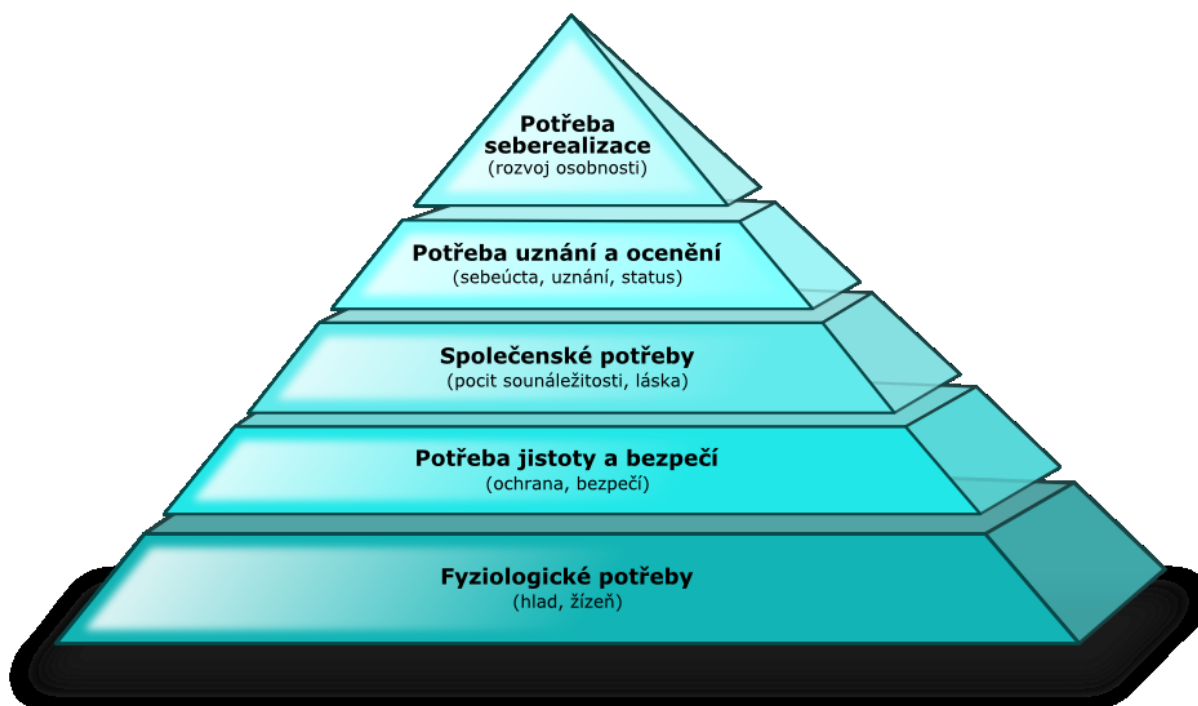 Potřeba
seberealizace
(rozvoj osobnosti)
Potřeba uznání a ocenění
(sebeúcta, uznání, status)
Společenské potřeby
(pocit sounáležitosti, láska)
Potřeba jistoty a bezpečí
(ochrana, bezpečí)
Fyziologické potřeby
(hlad, žízeň)